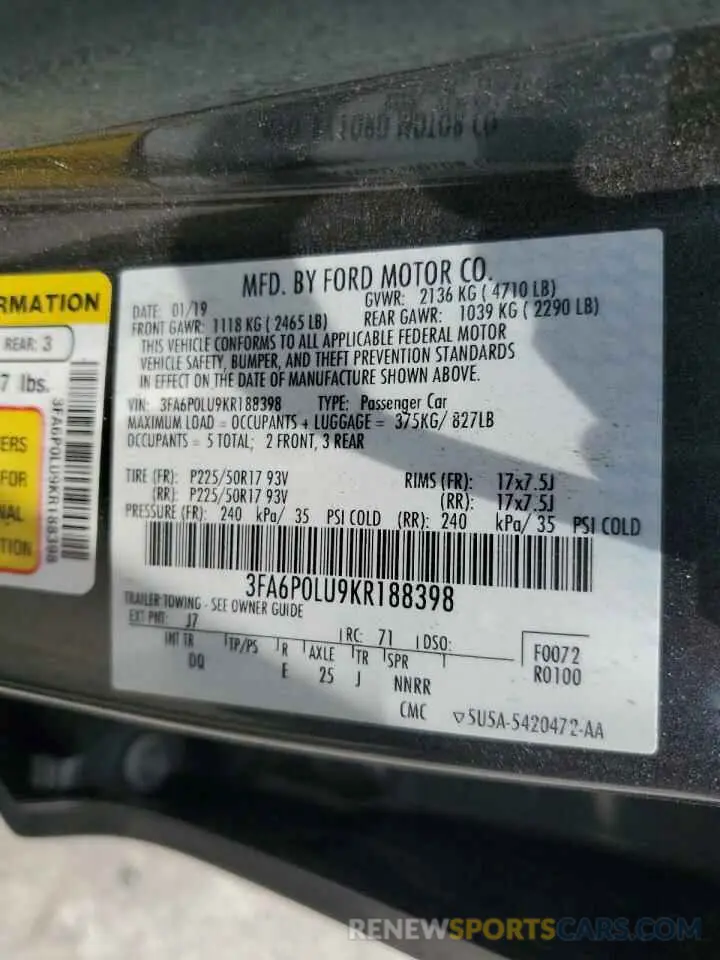 MFD. BY FORD MOTOR CO.
DATE: 01/19
GVWR: 2136 KG ( 4710 LB)
FRONT GAWR: 1118 KG ( 2465 LB)
REAR GAWR: 1039 KG ( 2290 LB)
THIS VEHICLE CONFORMS TO ALL APPLICABLE FEDERAL MOTOR
VEHICLE SAFETY, BUMPER, AND THEFT PREVENTION STANDARDS
IN EFFECT ON THE DATE OF MANUFACTURE SHOWN ABOVE.
VIN: 3FA6P0LU9KR188398 TYPE: Passenger Car
MAXIMUM LOAD = OCCUPANTS + LUGGAGE = 375KG/ 827LB
OCCUPANTS = 5 TOTAL; 2 FRONT, 3 REAR
TIRE (FR): P225/50R17 93V RIMS (FR): 17x7.5J
(RR): P225/50R17 93V (RR): 17x7.5J
PRESSURE (FR): 240 kPa/ 35 PSI COLD (RR): 240 kPa/ 35 PSI COLD
3FA6P0LU9KR188398
TRAILER TOWING - SEE OWNER GUIDE
EXT PNT: J7 RC: 71 DSO:
INT TR TP/PS R AXLE TR SPR
DQ E 25 J NNRR
F0072
R0100
CMC ▽5U5A-5420472-AA
RMATION
REAR: 3
7 lbs.
ERS
FOR
NAL
TION
3FA6P0LU9KR188398
RENEWSPORTSCARS.COM